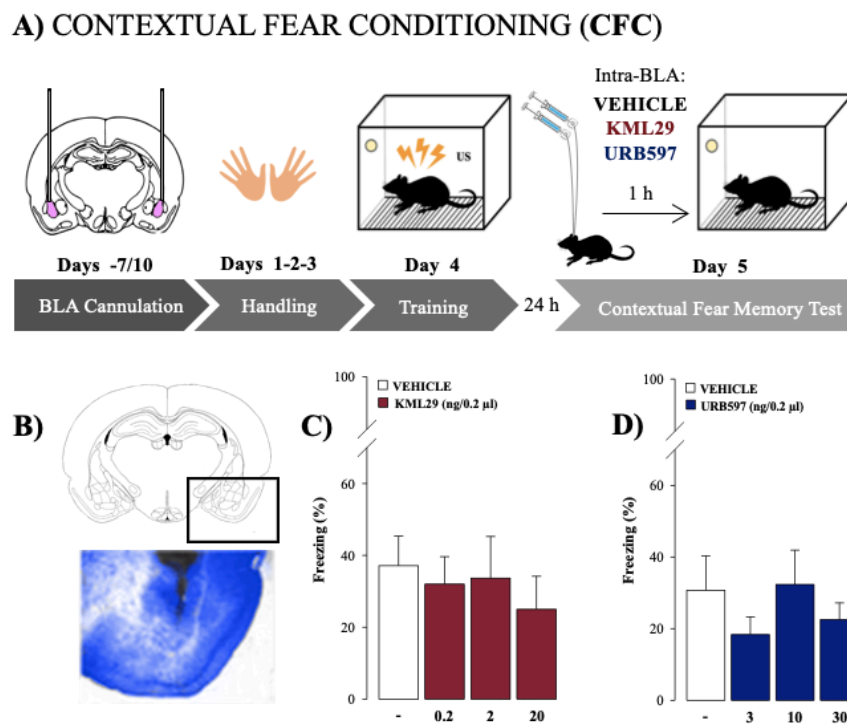 A) CONTEXTUAL FEAR CONDITIONING (CFC)
Intra-BLA:
VEHICLE
KML29
URB597
US
1 h
Days -7/10
Days 1-2-3
Day 4
Day 5
BLA Cannulation
Handling
Training
24 h
Contextual Fear Memory Test
B)
C)
100
VEHICLE
KML29 (ng/0.2 µl)
60
40
20
0
Freezing (%)
- 0.2 2 20
D)
100
VEHICLE
URB597 (ng/0.2 µl)
60
40
20
0
Freezing (%)
- 3 10 30